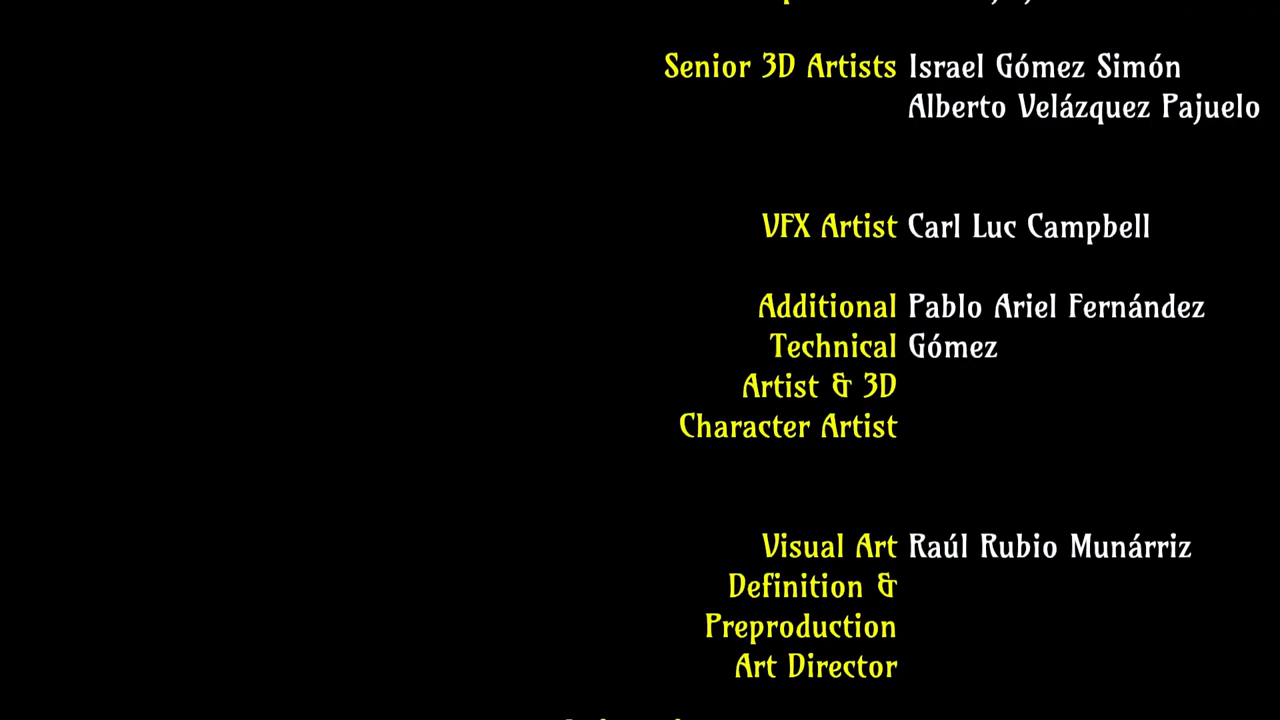 Senior 3D Artists Israel Gómez Simón
Alberto Velázquez Pajuelo
VFX Artist Carl Luc Campbell
Additional Pablo Ariel Fernández
Technical Gómez
Artist & 3D
Character Artist
Visual Art Raúl Rubio Munárriz
Definition &
Preproduction
Art Director